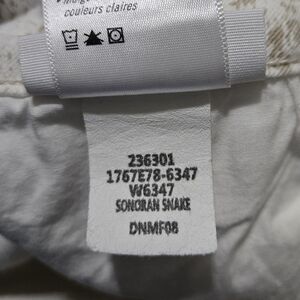 couleurs claires
236301
1767E78-6347
W6347
SONORAN SNAKE
DNMF08